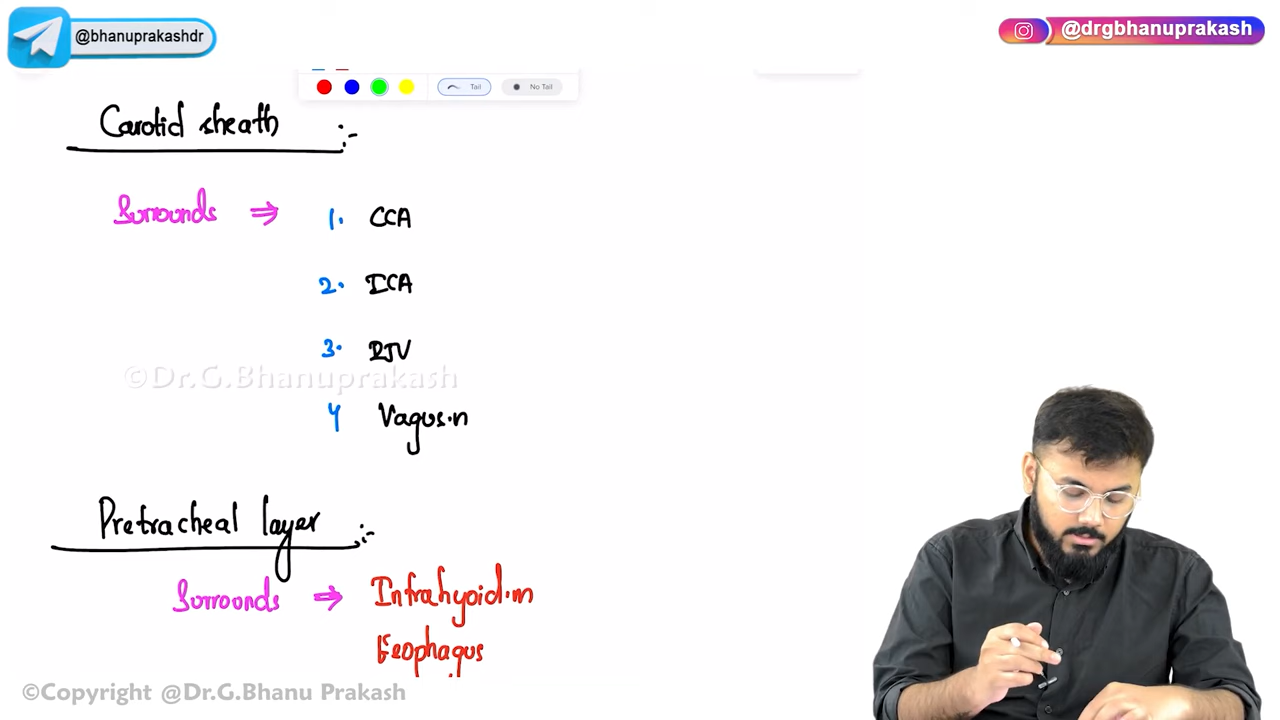 @bhanuprakashdr
@drgbhanuprakash
Tail
No Tail
Carotid sheath :-
Surrounds ⇒ 1. CCA
2. ICA
3. IJV
©Dr.G.Bhanuprakash
4 Vagus.n
Pretracheal layer :-
Surrounds ⇒ Infrahyoid.m
Esophagus
©Copyright @Dr.G.Bhanu Prakash